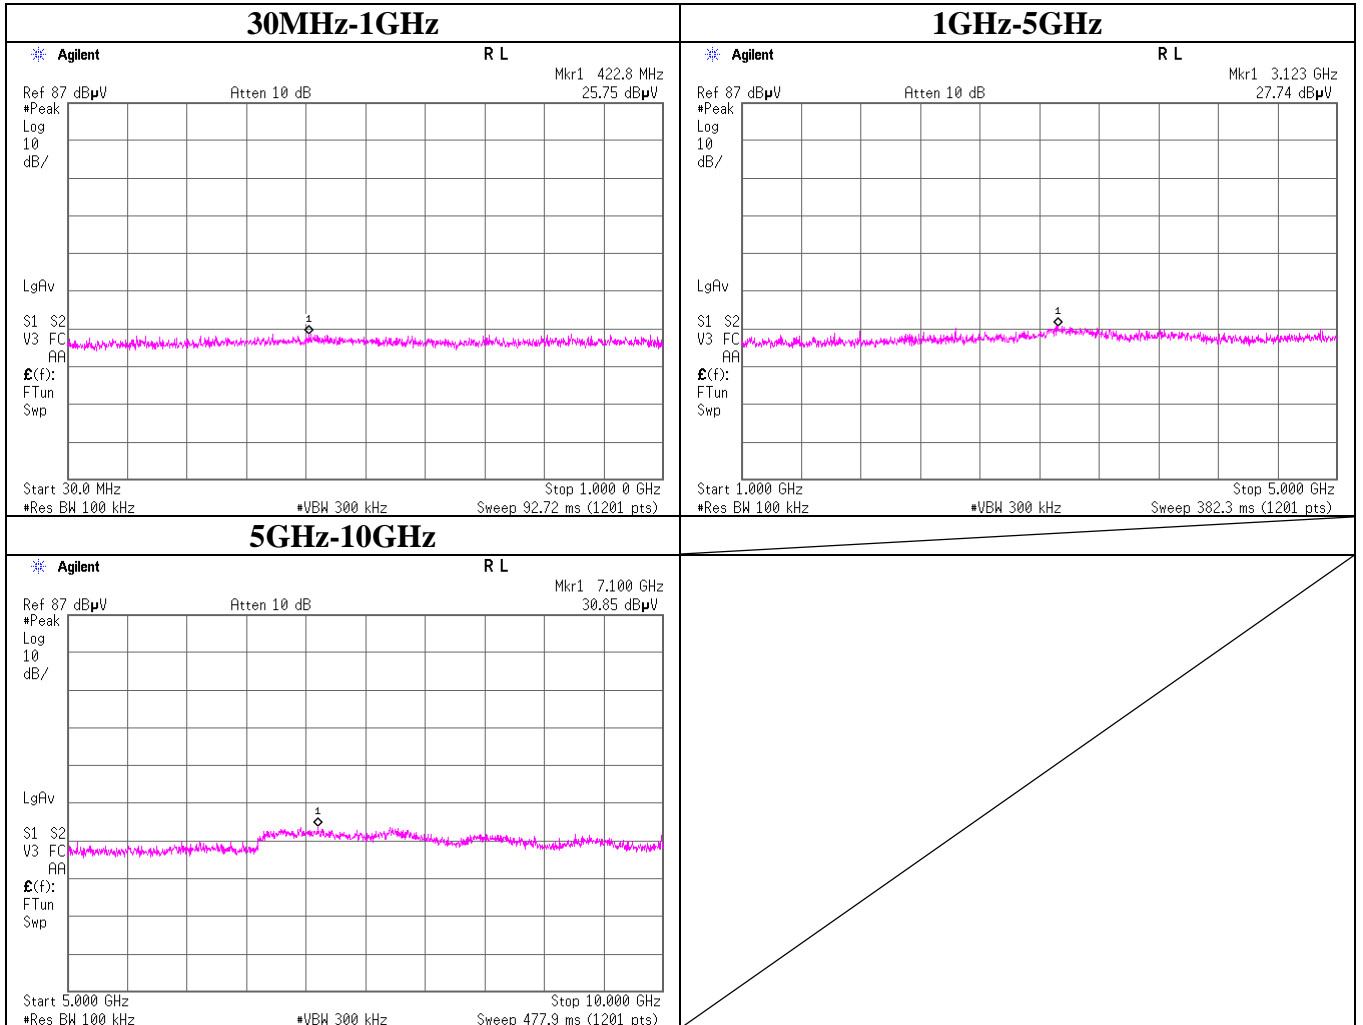 30MHz-1GHz
Agilent R L
Mkr1 422.8 MHz
Ref 87 dBµV Atten 10 dB 25.75 dBµV
#Peak
Log
10
dB/
1
LgAv
S1 S2
V3 FC
AA
£(f):
FTun
Swp
Start 30.0 MHz Stop 1.000 0 GHz
#Res BW 100 kHz #VBW 300 kHz Sweep 92.72 ms (1201 pts)
1GHz-5GHz
Agilent R L
Mkr1 3.123 GHz
Ref 87 dBµV Atten 10 dB 27.74 dBµV
#Peak
Log
10
dB/
1
LgAv
S1 S2
V3 FC
AA
£(f):
FTun
Swp
Start 1.000 GHz Stop 5.000 GHz
#Res BW 100 kHz #VBW 300 kHz Sweep 382.3 ms (1201 pts)
5GHz-10GHz
Agilent R L
Mkr1 7.100 GHz
Ref 87 dBµV Atten 10 dB 30.85 dBµV
#Peak
Log
10
dB/
1
LgAv
S1 S2
V3 FC
AA
£(f):
FTun
Swp
Start 5.000 GHz Stop 10.000 GHz
#Res BW 100 kHz #VBW 300 kHz Sweep 477.9 ms (1201 pts)